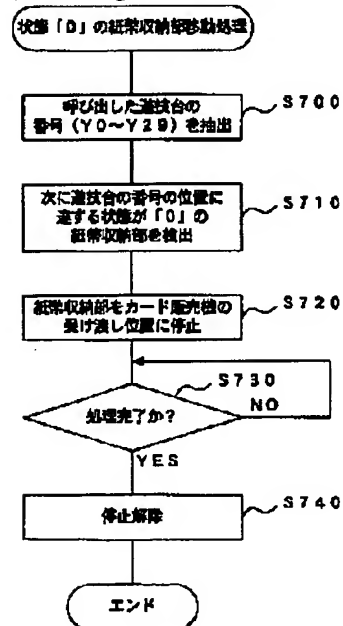 状態「0」の紙幣収納部移動処理
呼び出した遊技台の
番号(Y0～Y29)を抽出
S700
次に遊技台の番号の位置に
達する状態が「0」の
紙幣収納部を検出
S710
紙幣収納部をカード販売機の
受け渡し位置に停止
S720
S730
処理完了か?
NO
YES
停止解除
S740
エンド